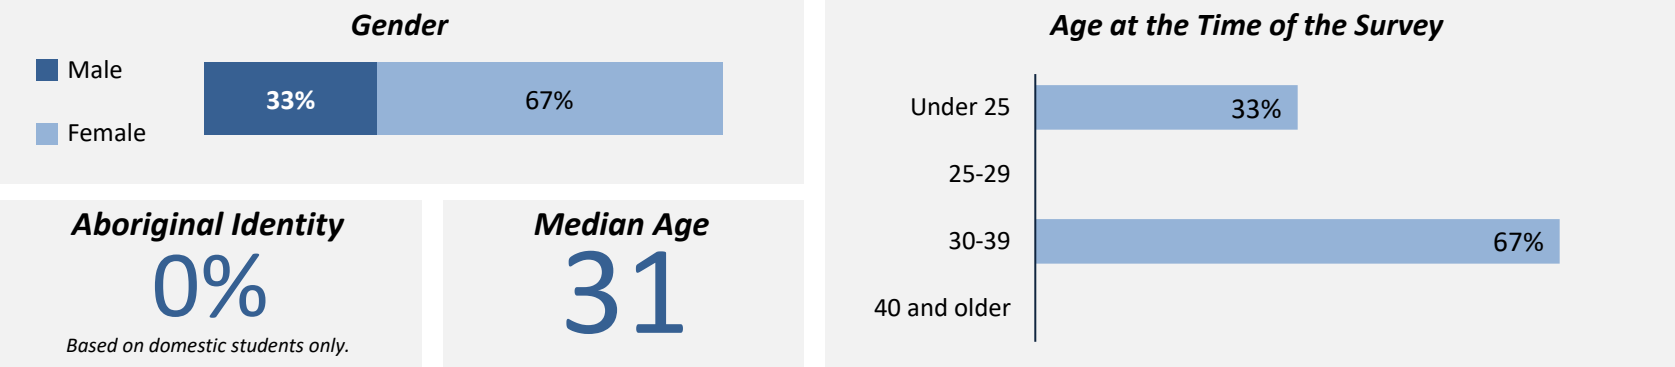 Gender
Male
Female
33%
67%
Aboriginal Identity
0%
Based on domestic students only.
Median Age
31
Age at the Time of the Survey
Under 25
33%
25-29
30-39
67%
40 and older